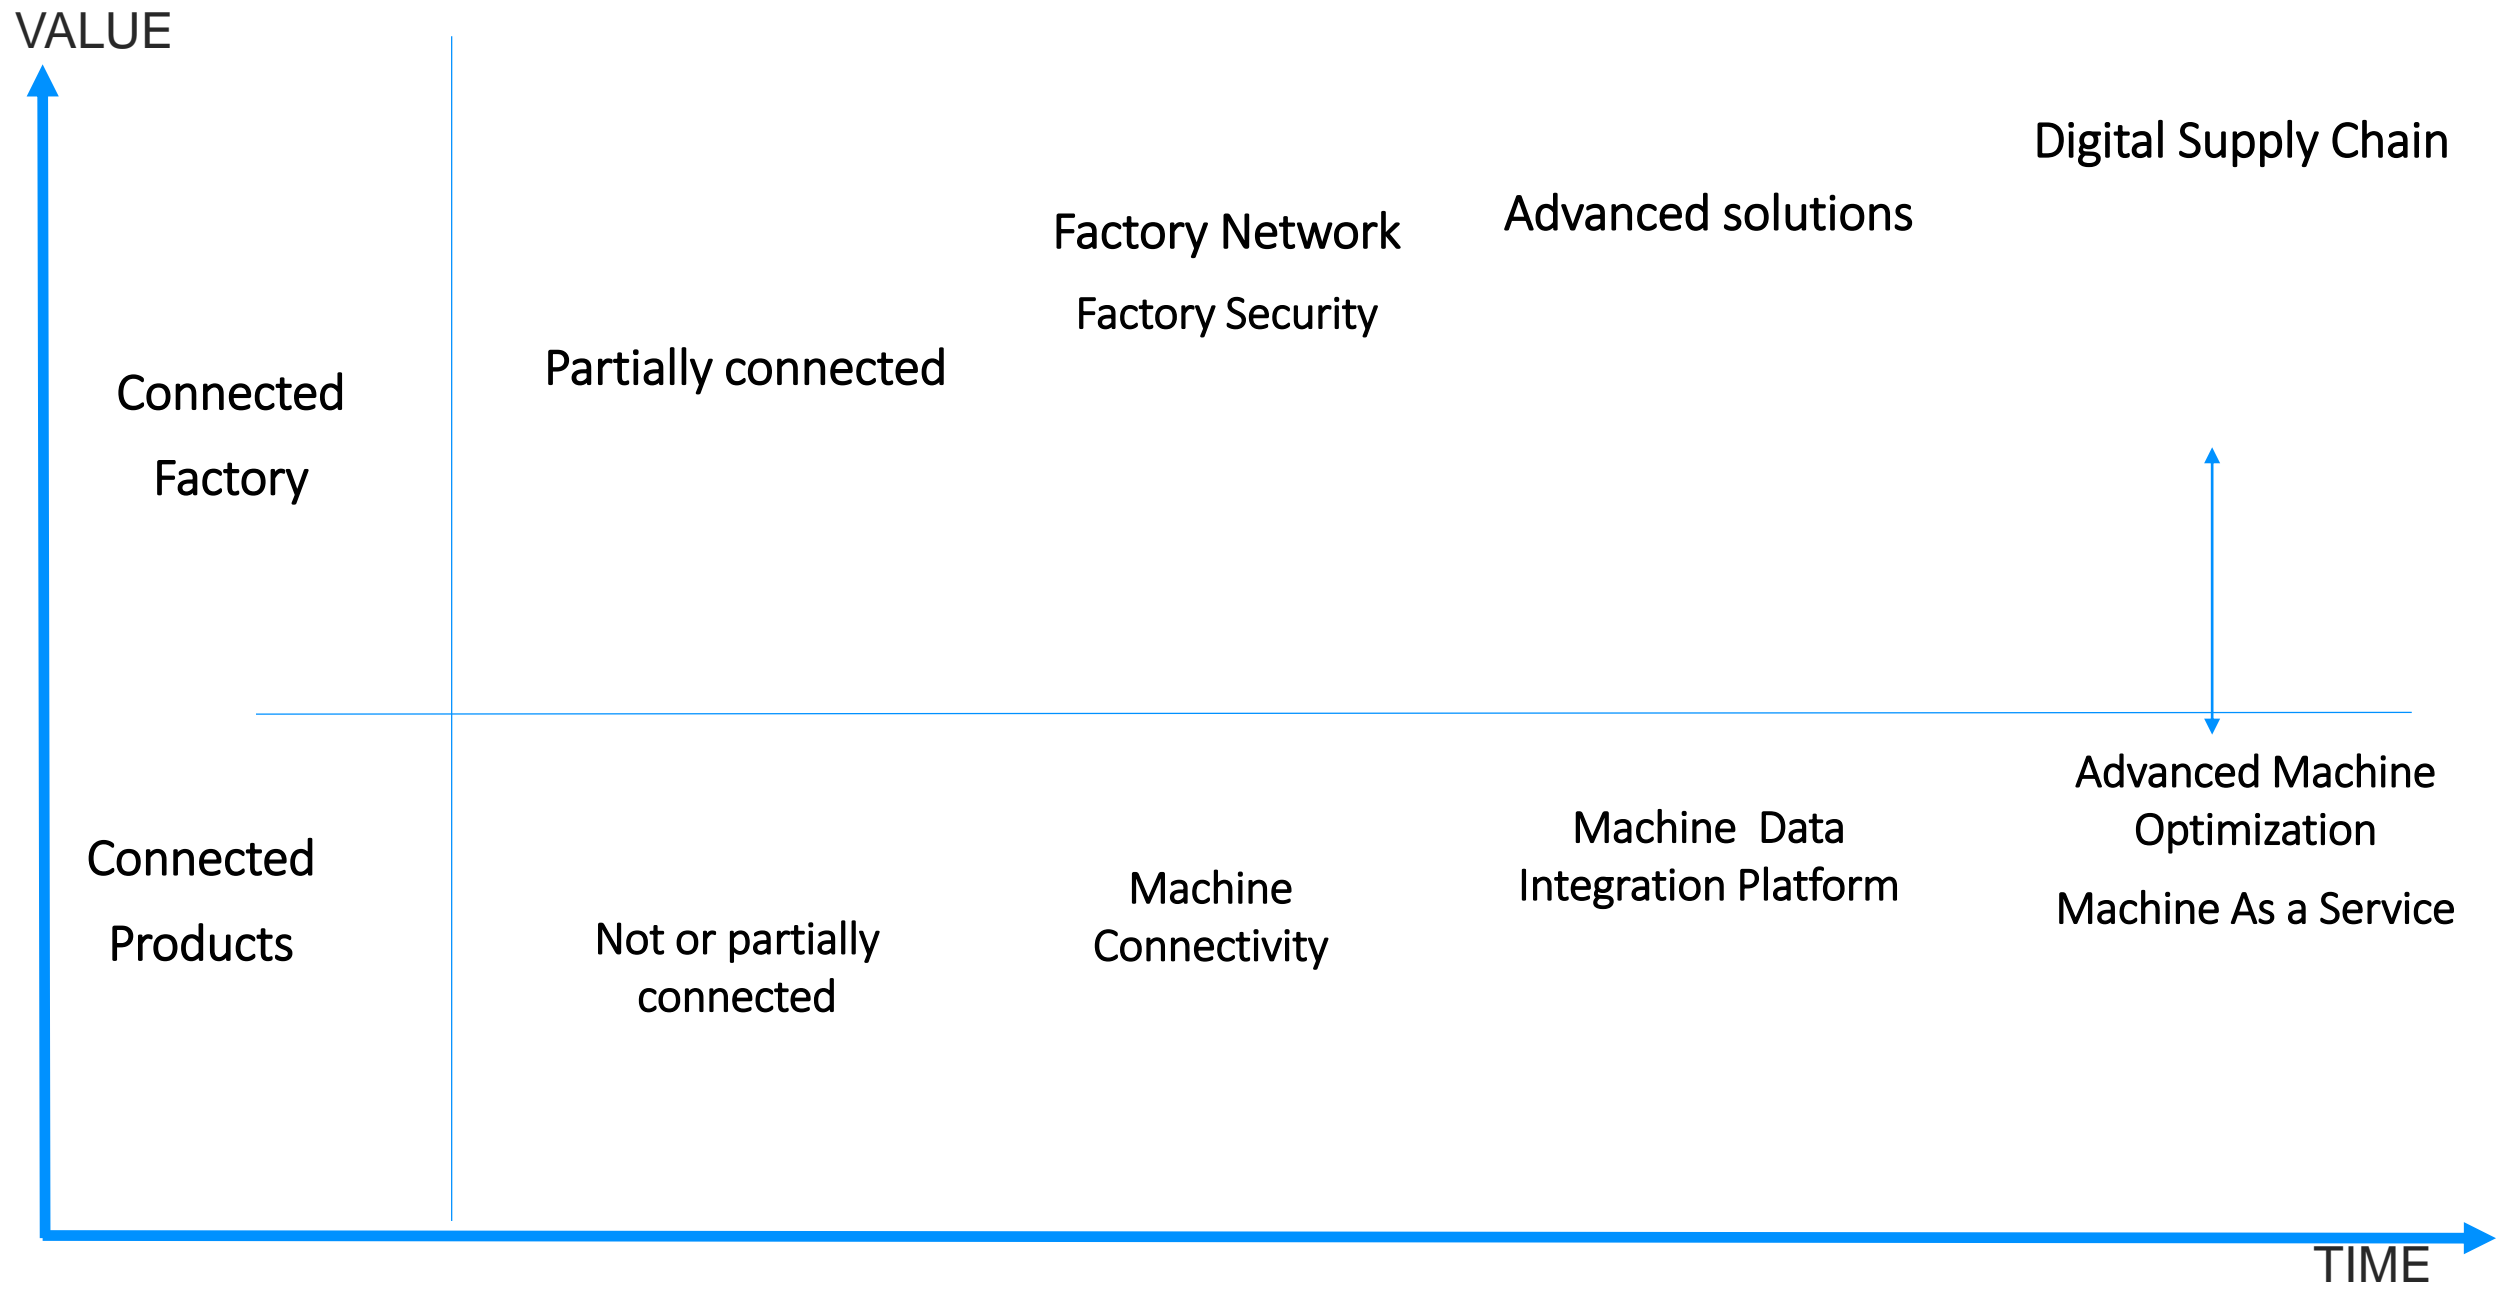 VALUE
Connected
Factory
Partially connected
Factory Network
Factory Security
Advanced solutions
Digital Supply Chain
Connected
Products
Not or partially
connected
Machine
Connectivity
Machine Data
Integration Platform
Advanced Machine
Optimization
Machine As a Service
TIME